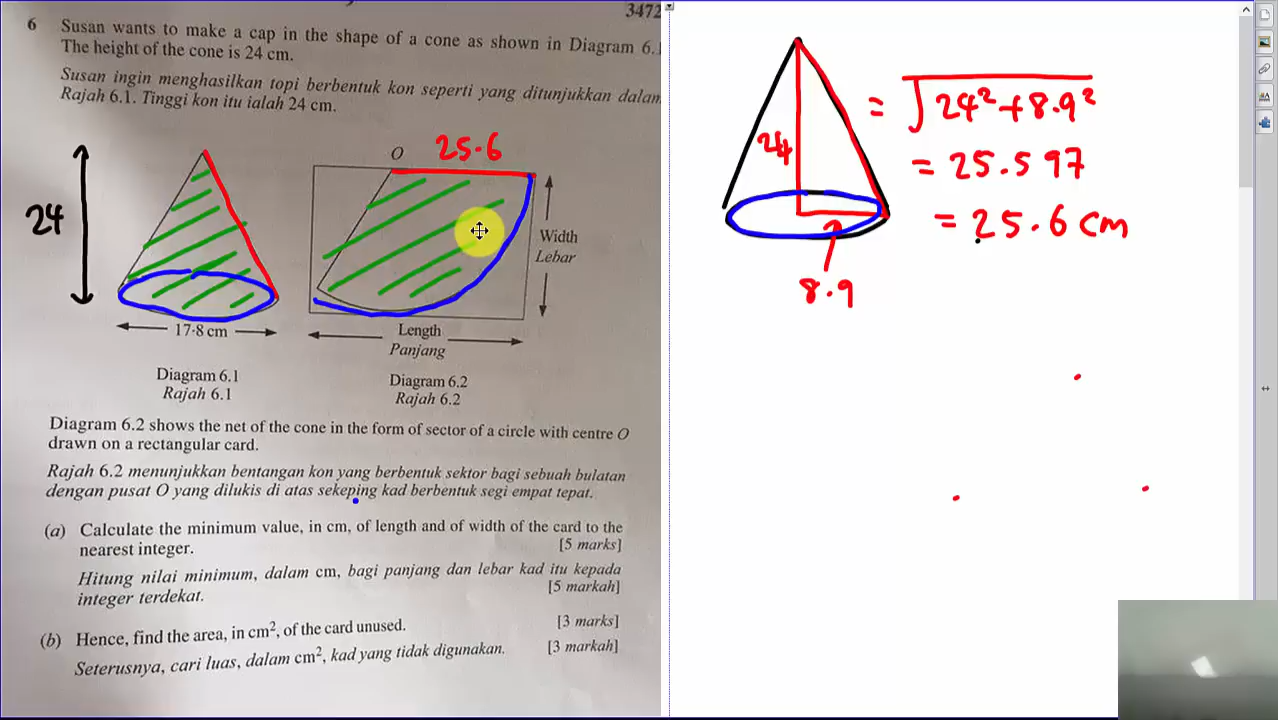 3472
6 Susan wants to make a cap in the shape of a cone as shown in Diagram 6.
The height of the cone is 24 cm.
Susan ingin menghasilkan topi berbentuk kon seperti yang ditunjukkan dalam
Rajah 6.1. Tinggi kon itu ialah 24 cm.
24
17·8 cm
Diagram 6.1
Rajah 6.1
O 25.6
Width
Lebar
Length
Panjang
Diagram 6.2
Rajah 6.2
Diagram 6.2 shows the net of the cone in the form of sector of a circle with centre O
drawn on a rectangular card.
Rajah 6.2 menunjukkan bentangan kon yang berbentuk sektor bagi sebuah bulatan
dengan pusat O yang dilukis di atas sekeping kad berbentuk segi empat tepat.
(a) Calculate the minimum value, in cm, of length and of width of the card to the
nearest integer. [5 marks]
Hitung nilai minimum, dalam cm, bagi panjang dan lebar kad itu kepada
integer terdekat. [5 markah]
(b) Hence, find the area, in cm², of the card unused. [3 marks]
Seterusnya, cari luas, dalam cm², kad yang tidak digunakan. [3 markah]
24
8.9
= √24² + 8.9²
= 25.597
= 25.6 cm